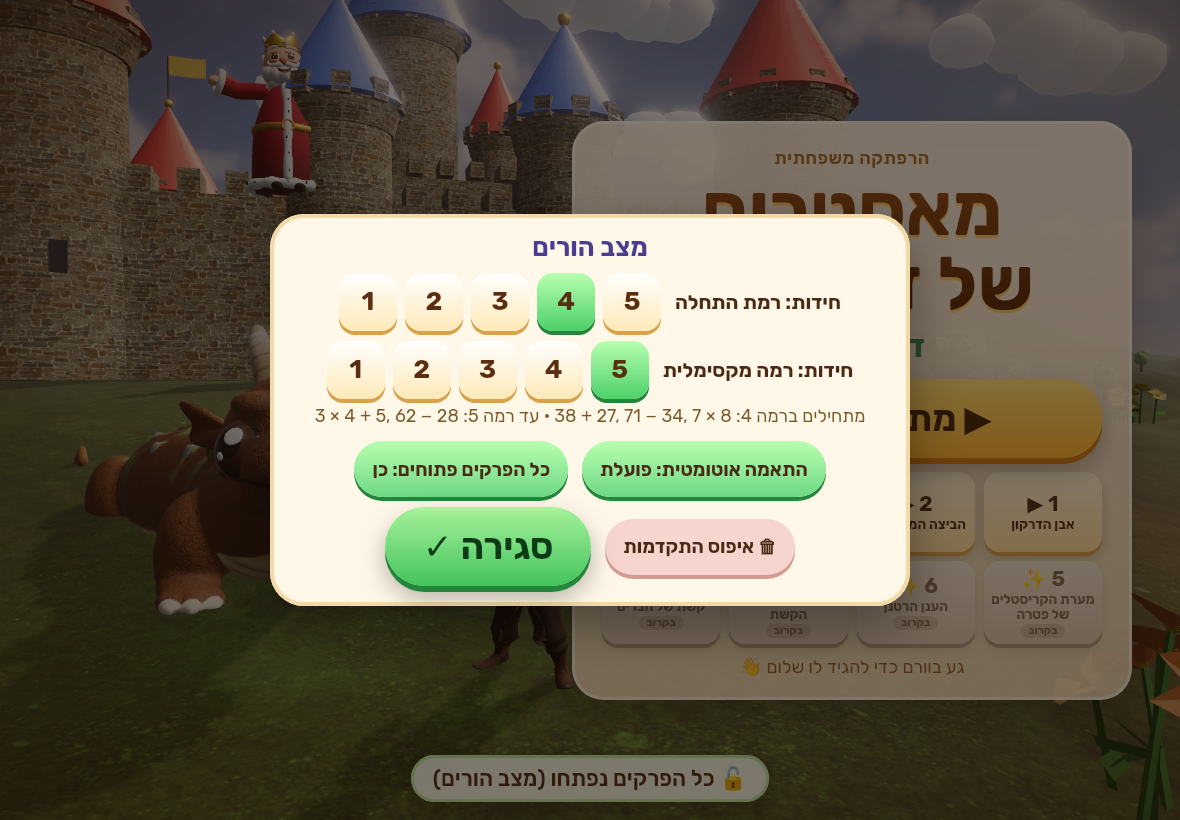 הרפתקה משפחתית
של
מצב הורים
חידות: רמת התחלה 5 4 3 2 1
חידות: רמה מקסימלית 5 4 3 2 1
מתחילים ברמה 4: 8 × 7 ,34 – 71 ,27 + 38 • עד רמה 5: 28 – 62 ,5 + 4 × 3
התאמה אוטומטית: פועלת
כל הפרקים פתוחים: כן
🗑 איפוס התקדמות
סגירה ✓
▶ 1
אבן הדרקון
2
הביצה
✨ 5
מערת הקריסטלים
של פטרה
בקרוב
6
הענן הרטנן
בקרוב
הקשת
בקרוב
קשת של חברים
בקרוב
גע בוורם כדי להגיד לו שלום 👋
🔓 כל הפרקים נפתחו (מצב הורים)